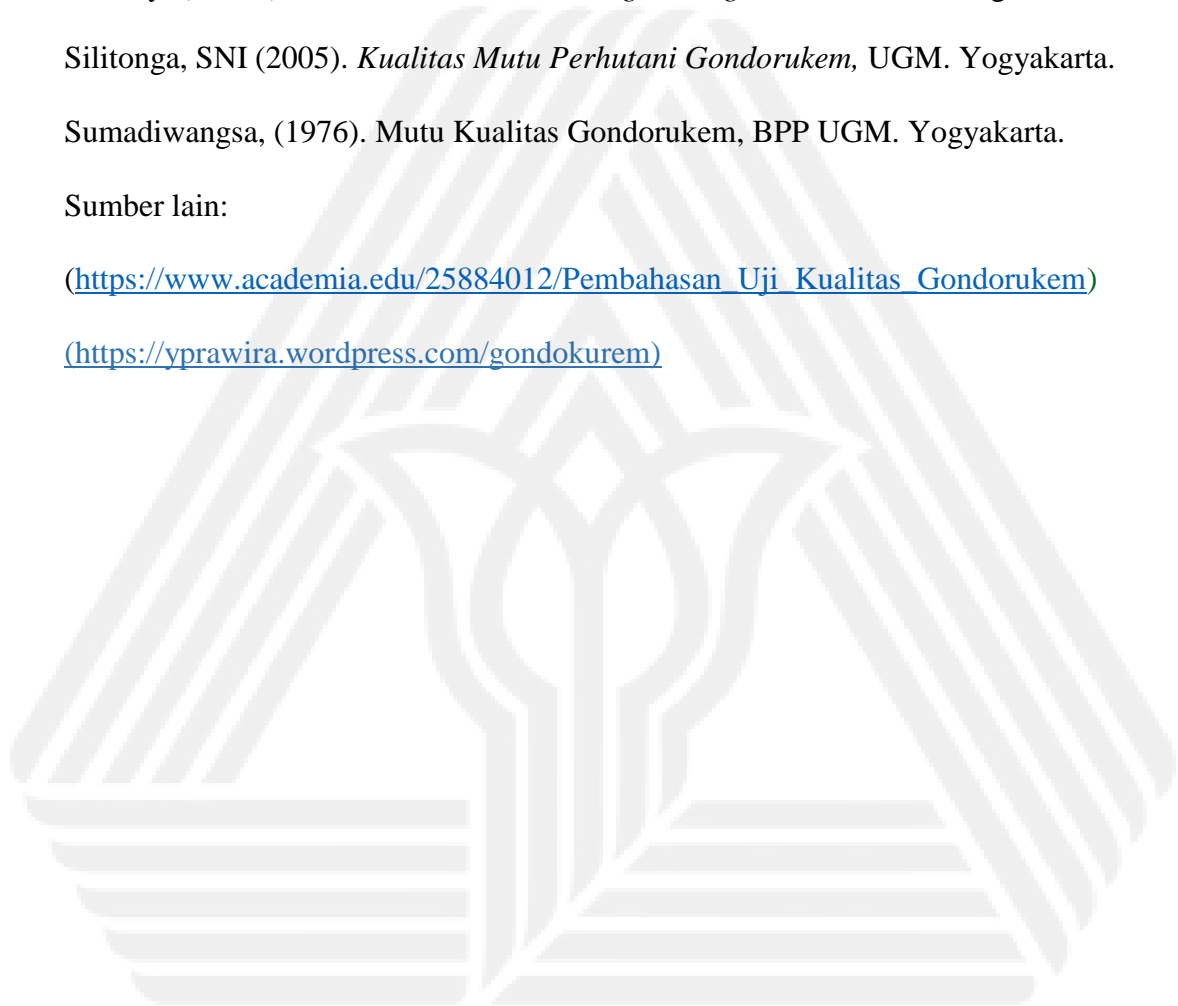 Silitonga, SNI (2005). Kualitas Mutu Perhutani Gondorukem, UGM. Yogyakarta.
Sumadiwangsa, (1976). Mutu Kualitas Gondorukem, BPP UGM. Yogyakarta.
Sumber lain:
(https://www.academia.edu/25884012/Pembahasan_Uji_Kualitas_Gondorukem)
(https://yprawira.wordpress.com/gondokurem)